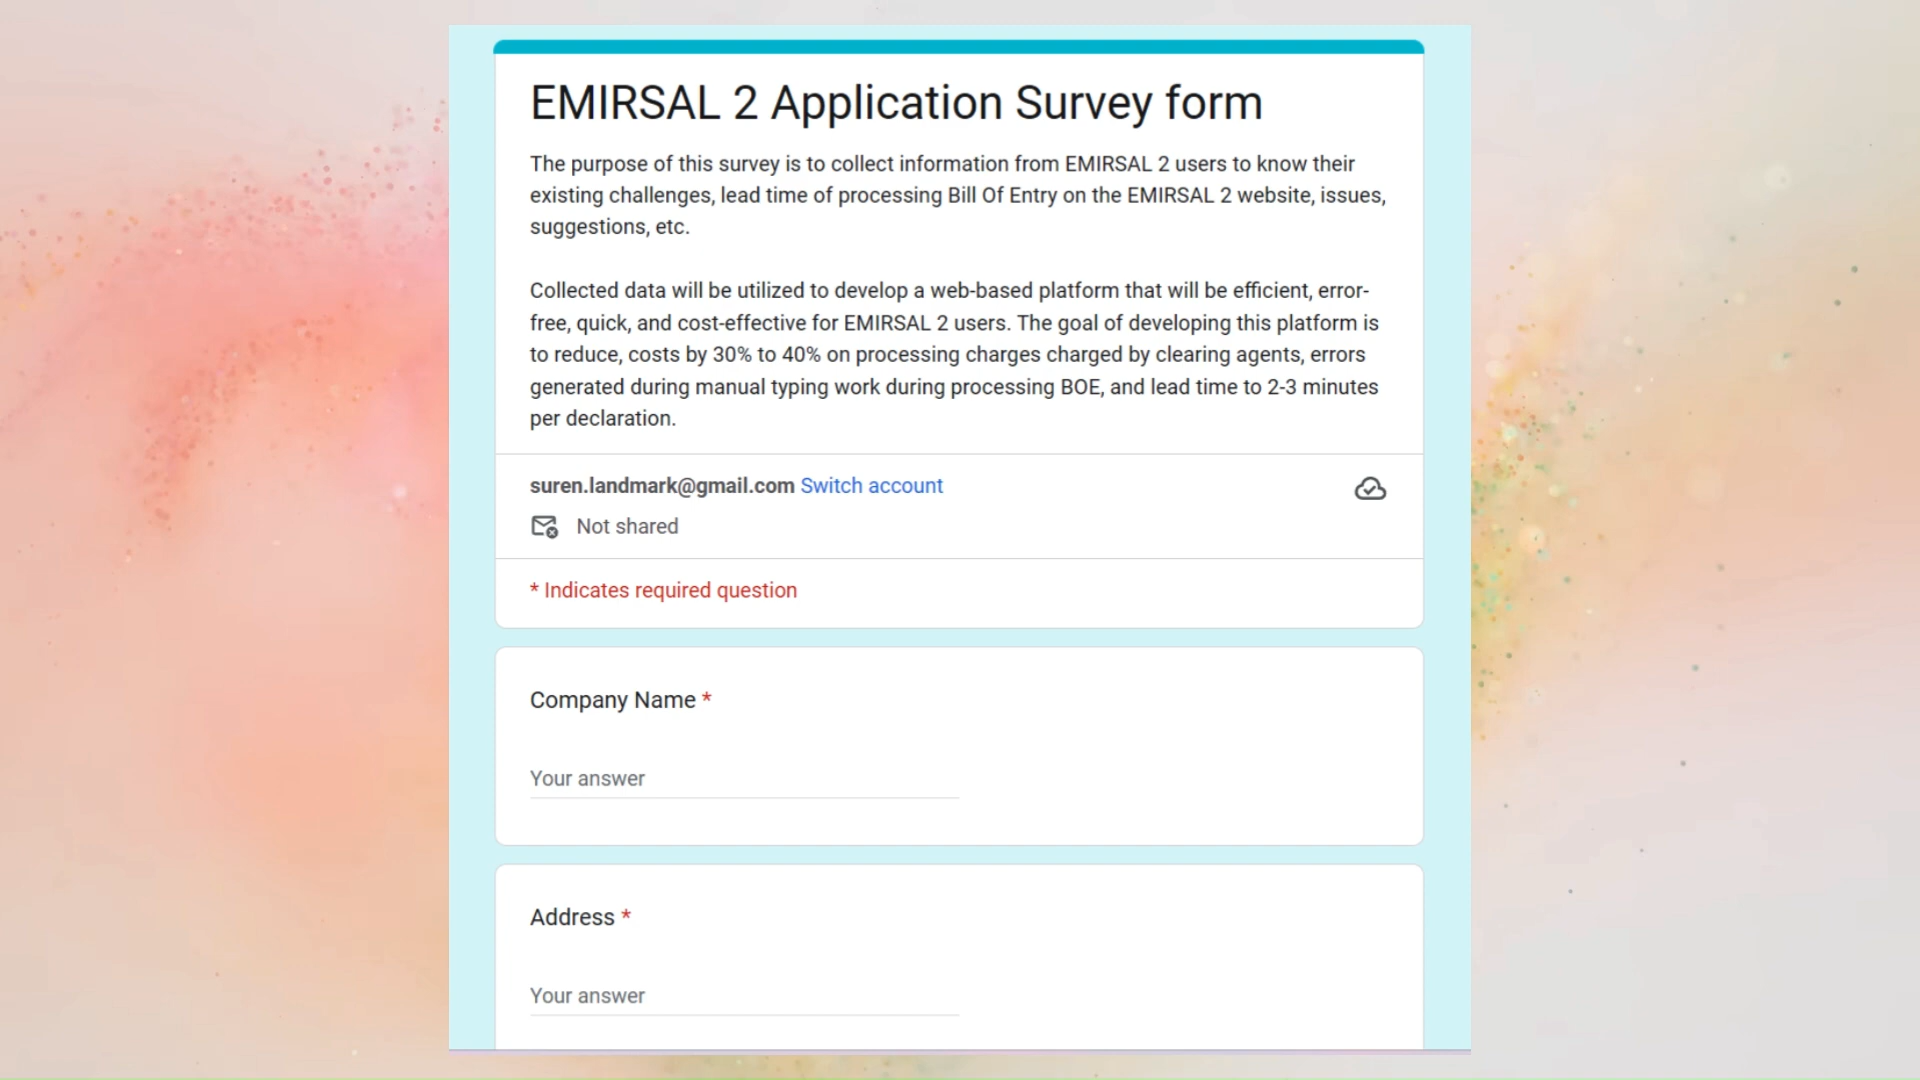 EMIRSAL 2 Application Survey form
The purpose of this survey is to collect information from EMIRSAL 2 users to know their
existing challenges, lead time of processing Bill Of Entry on the EMIRSAL 2 website, issues,
suggestions, etc.
Collected data will be utilized to develop a web-based platform that will be efficient, error-
free, quick, and cost-effective for EMIRSAL 2 users. The goal of developing this platform is
to reduce, costs by 30% to 40% on processing charges charged by clearing agents, errors
generated during manual typing work during processing BOE, and lead time to 2-3 minutes
per declaration.
suren.landmark@gmail.com Switch account
Not shared
* Indicates required question
Company Name *
Your answer
Address *
Your answer